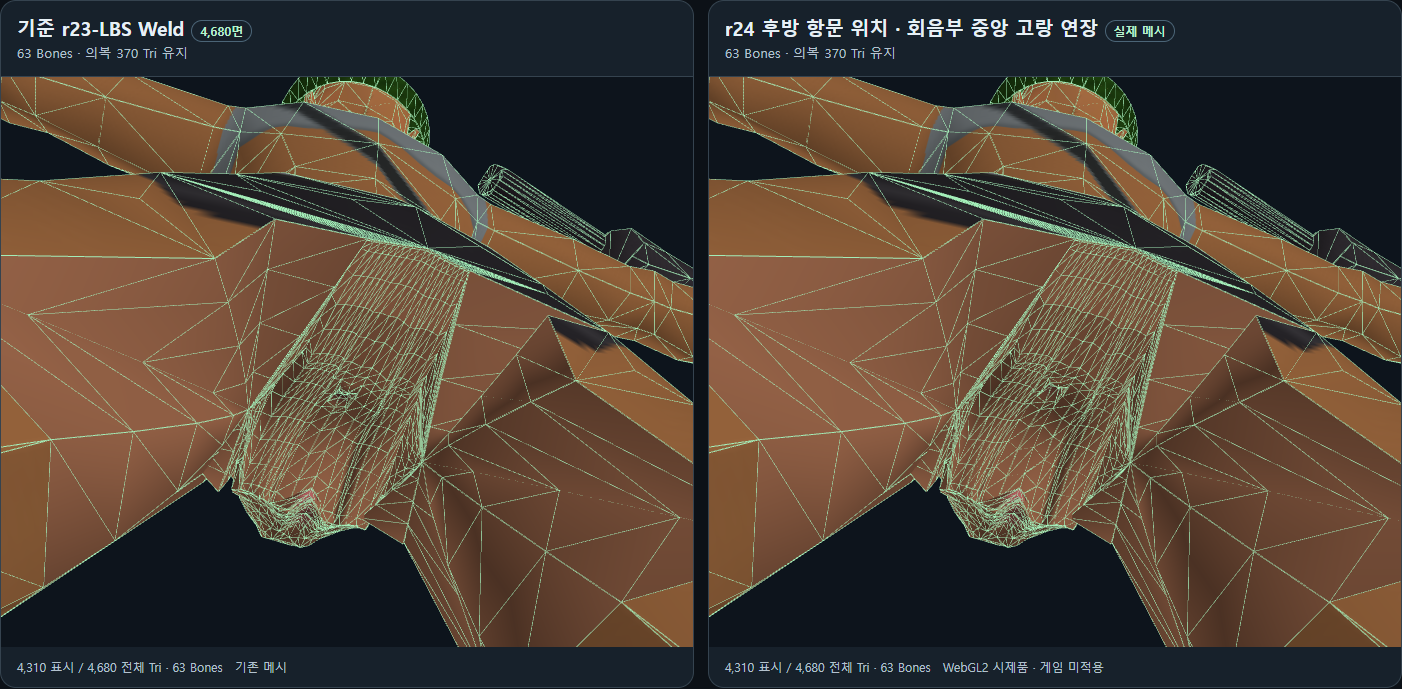 기준 r23-LBS Weld 4,680면
63 Bones · 의복 370 Tri 유지
4,310 표시 / 4,680 전체 Tri · 63 Bones 기존 메시
r24 후방 항문 위치 · 회음부 중앙 고랑 연장 실제 메시
63 Bones · 의복 370 Tri 유지
4,310 표시 / 4,680 전체 Tri · 63 Bones WebGL2 시제품 · 게임 미적용